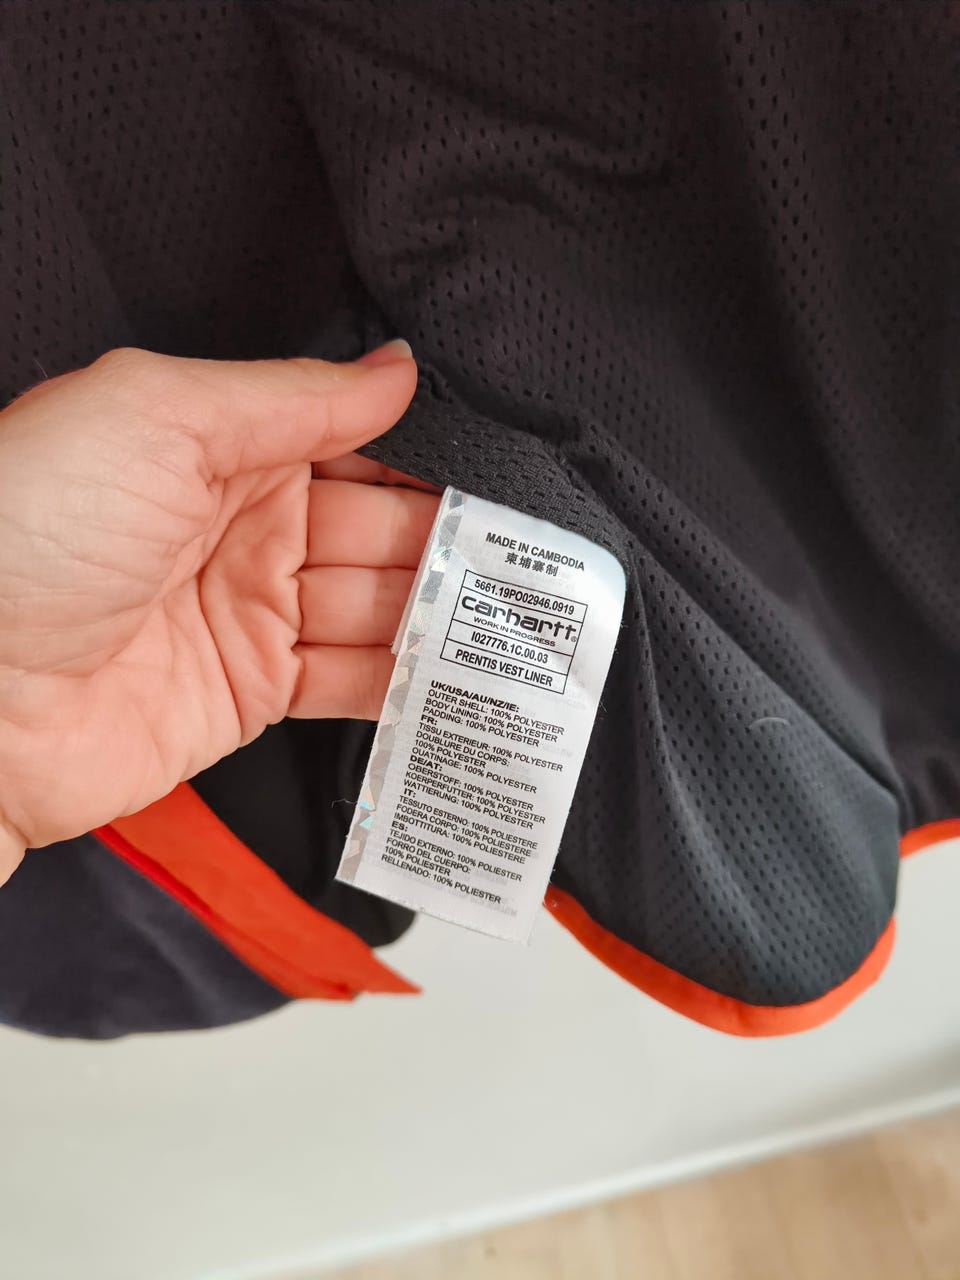 MADE IN CAMBODIA
柬埔寨制
5661.19PO02946.0919
carhartt®
WORK IN PROGRESS
I027776.1C.00.03
PRENTIS VEST LINER
UK/USA/AU/NZ/IE:
OUTER SHELL: 100% POLYESTER
BODY LINING: 100% POLYESTER
PADDING: 100% POLYESTER
FR:
TISSU EXTERIEUR: 100% POLYESTER
DOUBLURE DU CORPS:
100% POLYESTER
OUATINAGE: 100% POLYESTER
DE/AT:
OBERSTOFF: 100% POLYESTER
KOERPERFUTTER: 100% POLYESTER
WATTIERUNG: 100% POLYESTER
IT:
TESSUTO ESTERNO: 100% POLIESTERE
FODERA CORPO: 100% POLIESTERE
IMBOTTITURA: 100% POLIESTERE
ES:
TEJIDO EXTERNO: 100% POLIESTER
FORRO DEL CUERPO:
100% POLIESTER
RELLENADO: 100% POLIESTER